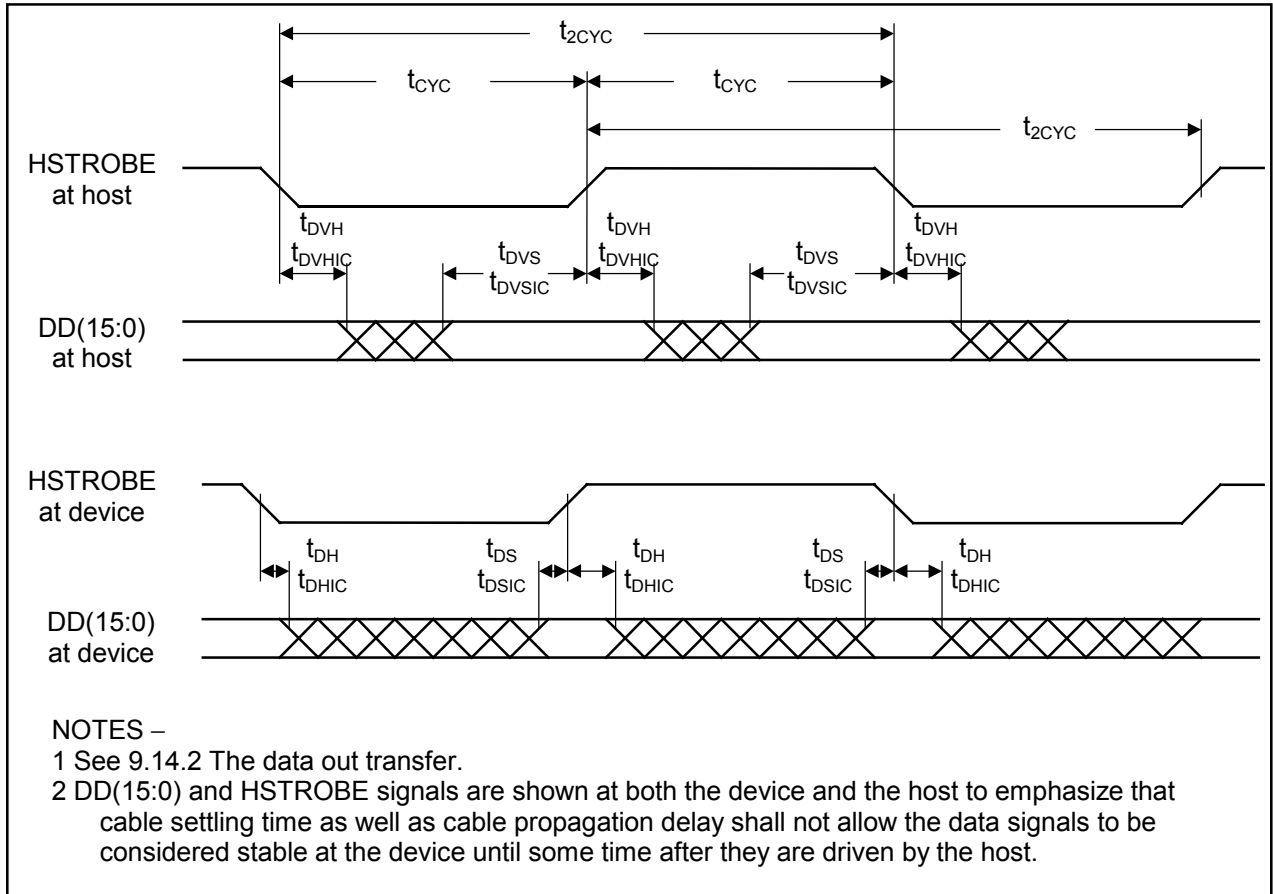 t2CYC
tCYC tCYC
t2CYC
HSTROBE
at host
tDVH tDVH tDVH
tDVHIC tDVS tDVHIC tDVS tDVHIC
tDVSIC tDVSIC
DD(15:0)
at host
HSTROBE
at device
tDH tDS tDH tDS tDH
tDHIC tDSIC tDHIC tDSIC tDHIC
DD(15:0)
at device
NOTES –
1 See 9.14.2 The data out transfer.
2 DD(15:0) and HSTROBE signals are shown at both the device and the host to emphasize that
cable settling time as well as cable propagation delay shall not allow the data signals to be
considered stable at the device until some time after they are driven by the host.